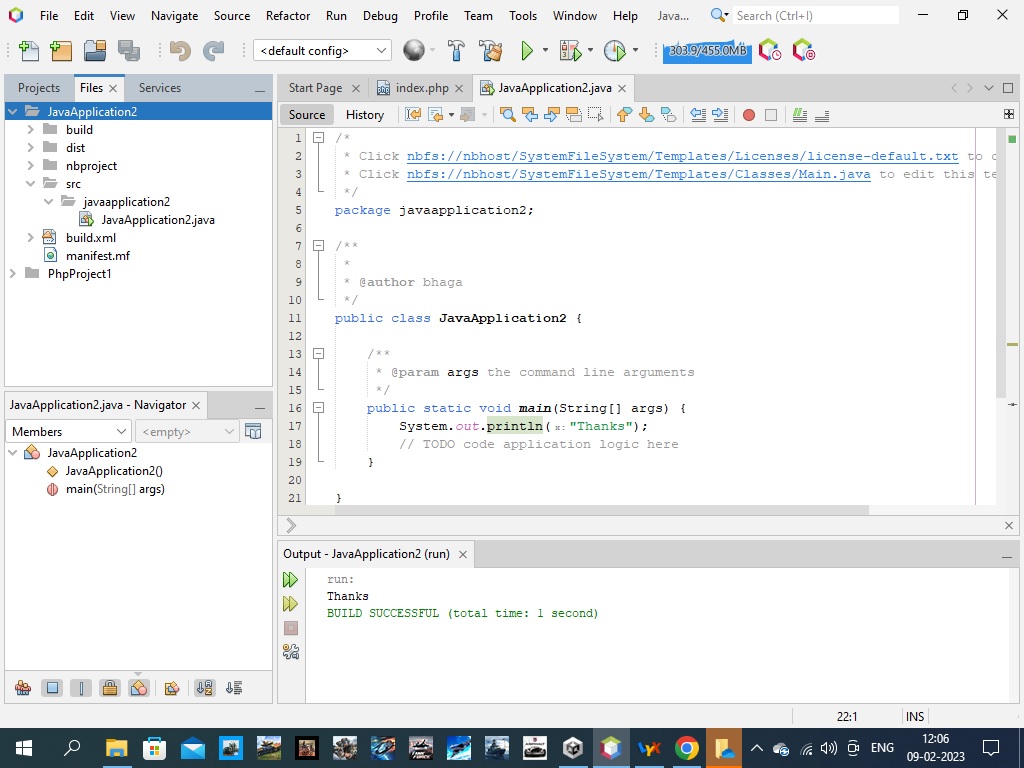 File Edit View Navigate Source Refactor Run Debug Profile Team Tools Window Help Java... Search (Ctrl+I)
<default config> 303.9/455.0MB
Projects Files Services
Start Page index.php JavaApplication2.java
Source History
JavaApplication2
build
dist
nbproject
src
javaapplication2
JavaApplication2.java
build.xml
manifest.mf
PhpProject1
1 /*
2 * Click nbfs://nbhost/SystemFileSystem/Templates/Licenses/license-default.txt to c
3 * Click nbfs://nbhost/SystemFileSystem/Templates/Classes/Main.java to edit this te
4 */
5 package javaapplication2;
6
7 /**
8 *
9 * @author bhaga
10 */
11 public class JavaApplication2 {
12
13 /**
14 * @param args the command line arguments
15 */
16 public static void main(String[] args) {
17 System.out.println(x:"Thanks");
18 // TODO code application logic here
19 }
20
21 }
JavaApplication2.java - Navigator
Members <empty>
JavaApplication2
JavaApplication2()
main(String[] args)
Output - JavaApplication2 (run)
run:
Thanks
BUILD SUCCESSFUL (total time: 1 second)
22:1 INS
ENG
12:06
09-02-2023